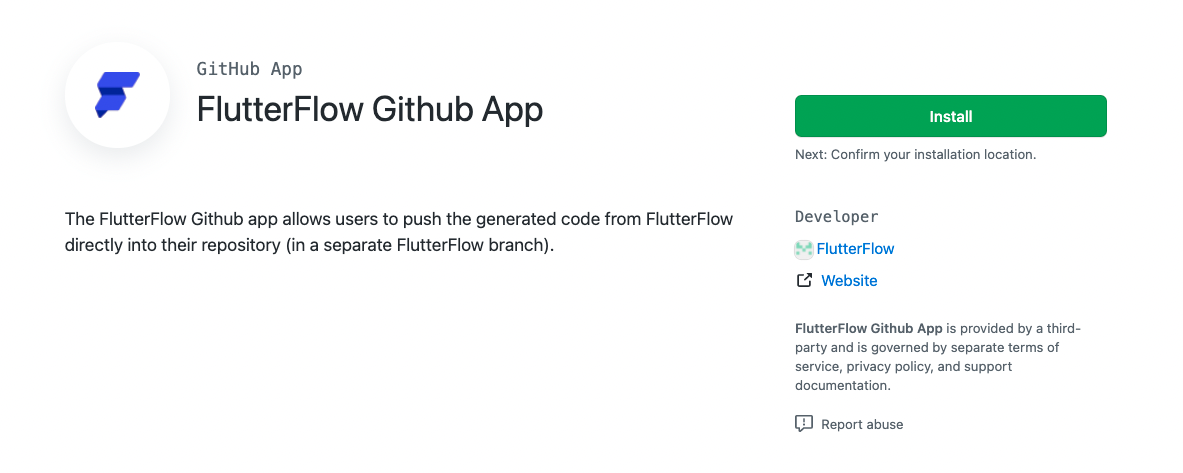 GitHub App
FlutterFlow Github App
Install
Next: Confirm your installation location.
The FlutterFlow Github app allows users to push the generated code from FlutterFlow
directly into their repository (in a separate FlutterFlow branch).
Developer
FlutterFlow
Website
FlutterFlow Github App is provided by a third-
party and is governed by separate terms of
service, privacy policy, and support
documentation.
Report abuse